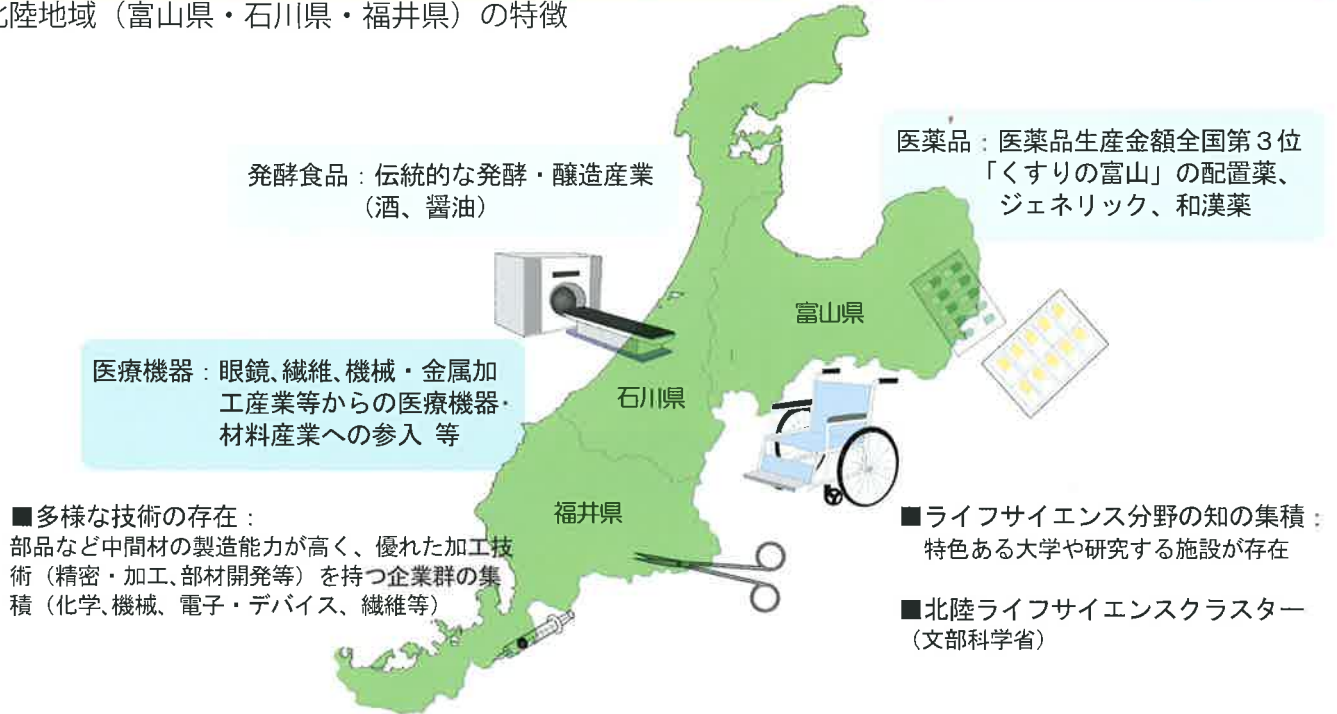 北陸地域（富山県・石川県・福井県）の特徴
発酵食品：伝統的な発酵・醸造産業
（酒、醤油）
医薬品：医薬品生産金額全国第３位
「くすりの富山」の配置薬、
ジェネリック、和漢薬
富山県
医療機器：眼鏡、繊維、機械・金属加
工産業等からの医療機器・
材料産業への参入 等
石川県
福井県
■多様な技術の存在：
部品など中間材の製造能力が高く、優れた加工技
術（精密・加工、部材開発等）を持つ企業群の集
積（化学、機械、電子・デバイス、繊維等）
■ライフサイエンス分野の知の集積：
特色ある大学や研究する施設が存在
■北陸ライフサイエンスクラスター
（文部科学省）